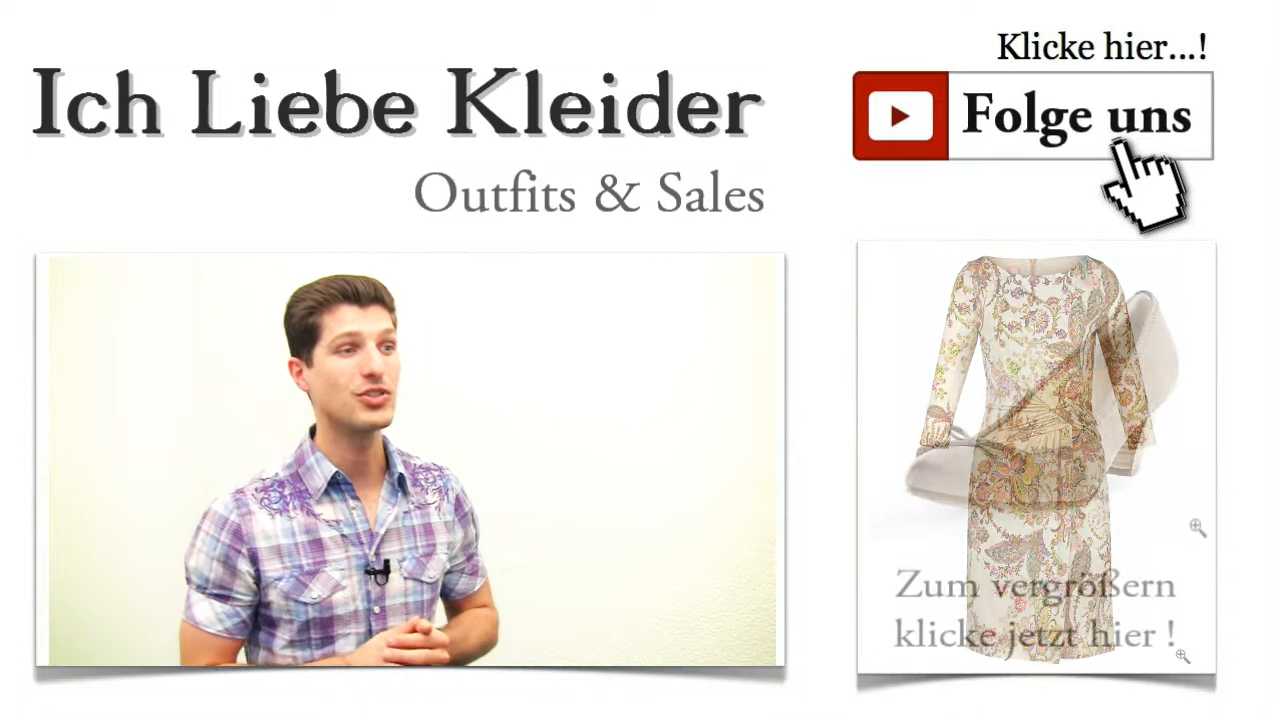 Klicke hier...!
Ich Liebe Kleider
Folge uns
Outfits & Sales
Zum vergrößern
klicke jetzt hier !